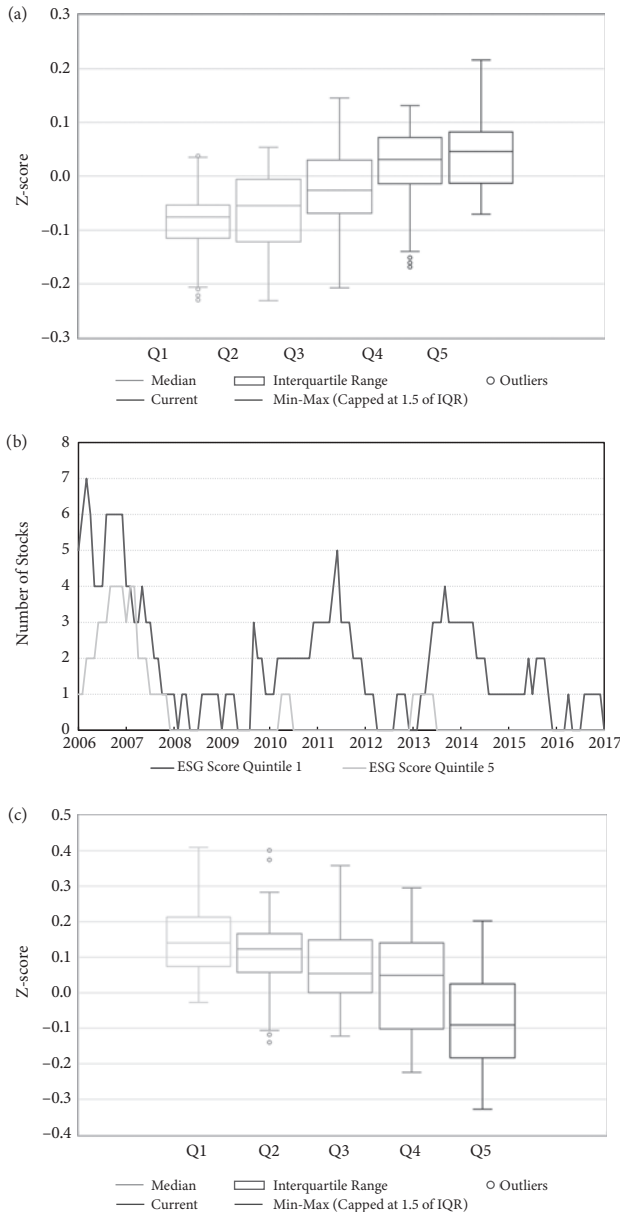 (a)
0.3
0.2
0.1
0.0
–0.1
–0.2
–0.3
Z-score
Q1 Q2 Q3 Q4 Q5
Median Interquartile Range Outliers
Current Min-Max (Capped at 1.5 of IQR)
(b)
8
7
6
5
4
3
2
1
0
Number of Stocks
2006 2007 2008 2009 2010 2011 2012 2013 2014 2015 2016 2017
ESG Score Quintile 1 ESG Score Quintile 5
(c)
0.5
0.4
0.3
0.2
0.1
0.0
–0.1
–0.2
–0.3
–0.4
Z-score
Q1 Q2 Q3 Q4 Q5
Median Interquartile Range Outliers
Current Min-Max (Capped at 1.5 of IQR)